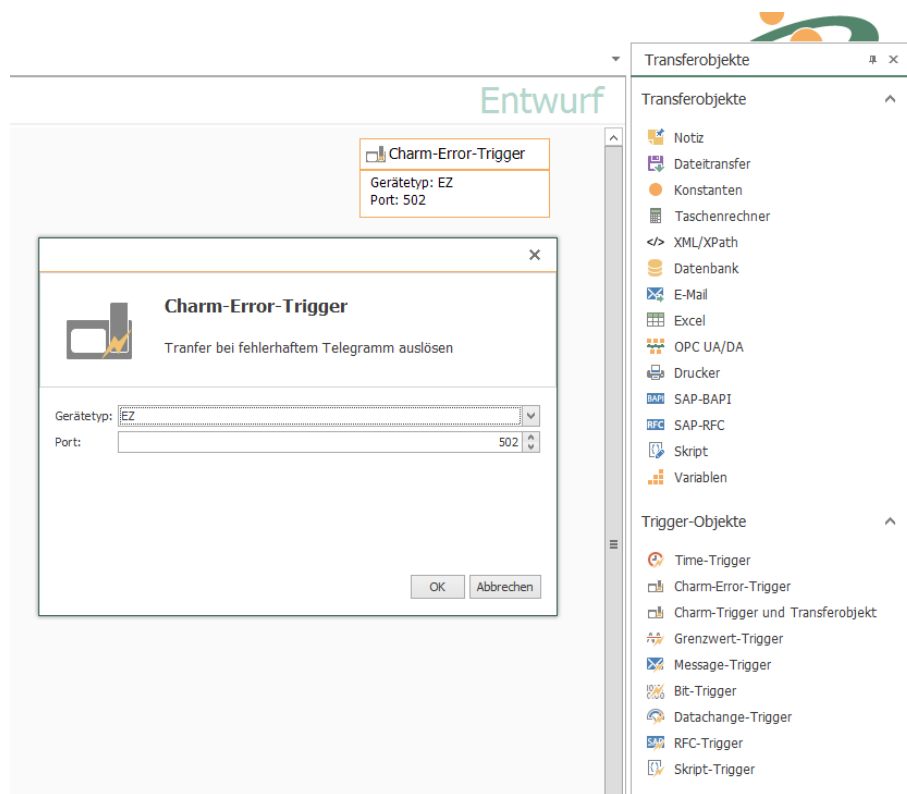 Transferobjekte
Entwurf
Transferobjekte
Charm-Error-Trigger
Gerätetyp: EZ
Port: 502
Charm-Error-Trigger
Tranfer bei fehlerhaftem Telegramm auslösen
Gerätetyp: EZ
Port: 502
OK Abbrechen
Notiz
Dateitransfer
Konstanten
Taschenrechner
</> XML/XPath
Datenbank
E-Mail
Excel
OPC UA/DA
Drucker
BAPI SAP-BAPI
RFC SAP-RFC
Skript
Variablen
Trigger-Objekte
Time-Trigger
Charm-Error-Trigger
Charm-Trigger und Transferobjekt
Grenzwert-Trigger
Message-Trigger
Bit-Trigger
Datachange-Trigger
SAP RFC-Trigger
Skript-Trigger